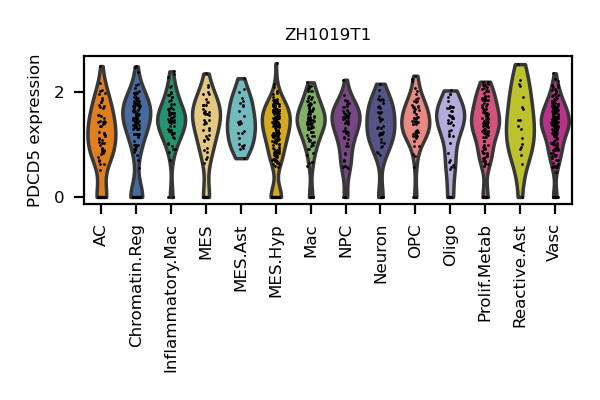 ZH1019T1
PDCD5 expression
2
0
AC
Chromatin.Reg
Inflammatory.Mac
MES
MES.Ast
MES.Hyp
Mac
NPC
Neuron
OPC
Oligo
Prolif.Metab
Reactive.Ast
Vasc